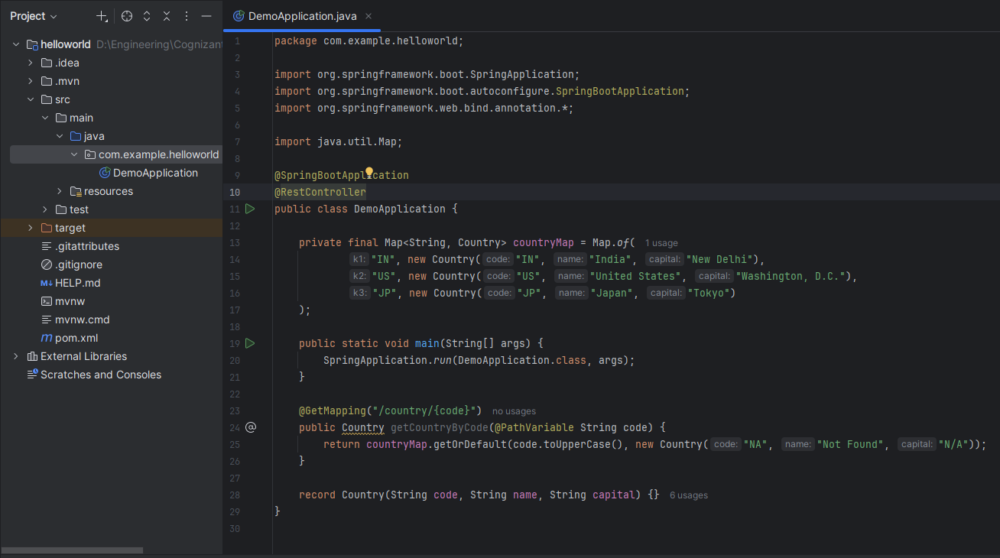 Project
DemoApplication.java
helloworld D:\Engineering\Cognizan
.idea
.mvn
src
main
java
com.example.helloworld
DemoApplication
resources
test
target
.gitattributes
.gitignore
M↓ HELP.md
mvnw
mvnw.cmd
m pom.xml
External Libraries
Scratches and Consoles
1 package com.example.helloworld;
2
3 import org.springframework.boot.SpringApplication;
4 import org.springframework.boot.autoconfigure.SpringBootApplication;
5 import org.springframework.web.bind.annotation.*;
6
7 import java.util.Map;
8
9 @SpringBootApplication
10 @RestController
11 public class DemoApplication {
12
13 private final Map<String, Country> countryMap = Map.of( 1 usage
14 k1: "IN", new Country( code: "IN", name: "India", capital: "New Delhi"),
15 k2: "US", new Country( code: "US", name: "United States", capital: "Washington, D.C."),
16 k3: "JP", new Country( code: "JP", name: "Japan", capital: "Tokyo")
17 );
18
19 public static void main(String[] args) {
20 SpringApplication.run(DemoApplication.class, args);
21 }
22
23 @GetMapping("/country/{code}") no usages
24 @ public Country getCountryByCode(@PathVariable String code) {
25 return countryMap.getOrDefault(code.toUpperCase(), new Country( code: "NA", name: "Not Found", capital: "N/A"));
26 }
27
28 record Country(String code, String name, String capital) {} 6 usages
29 }
30